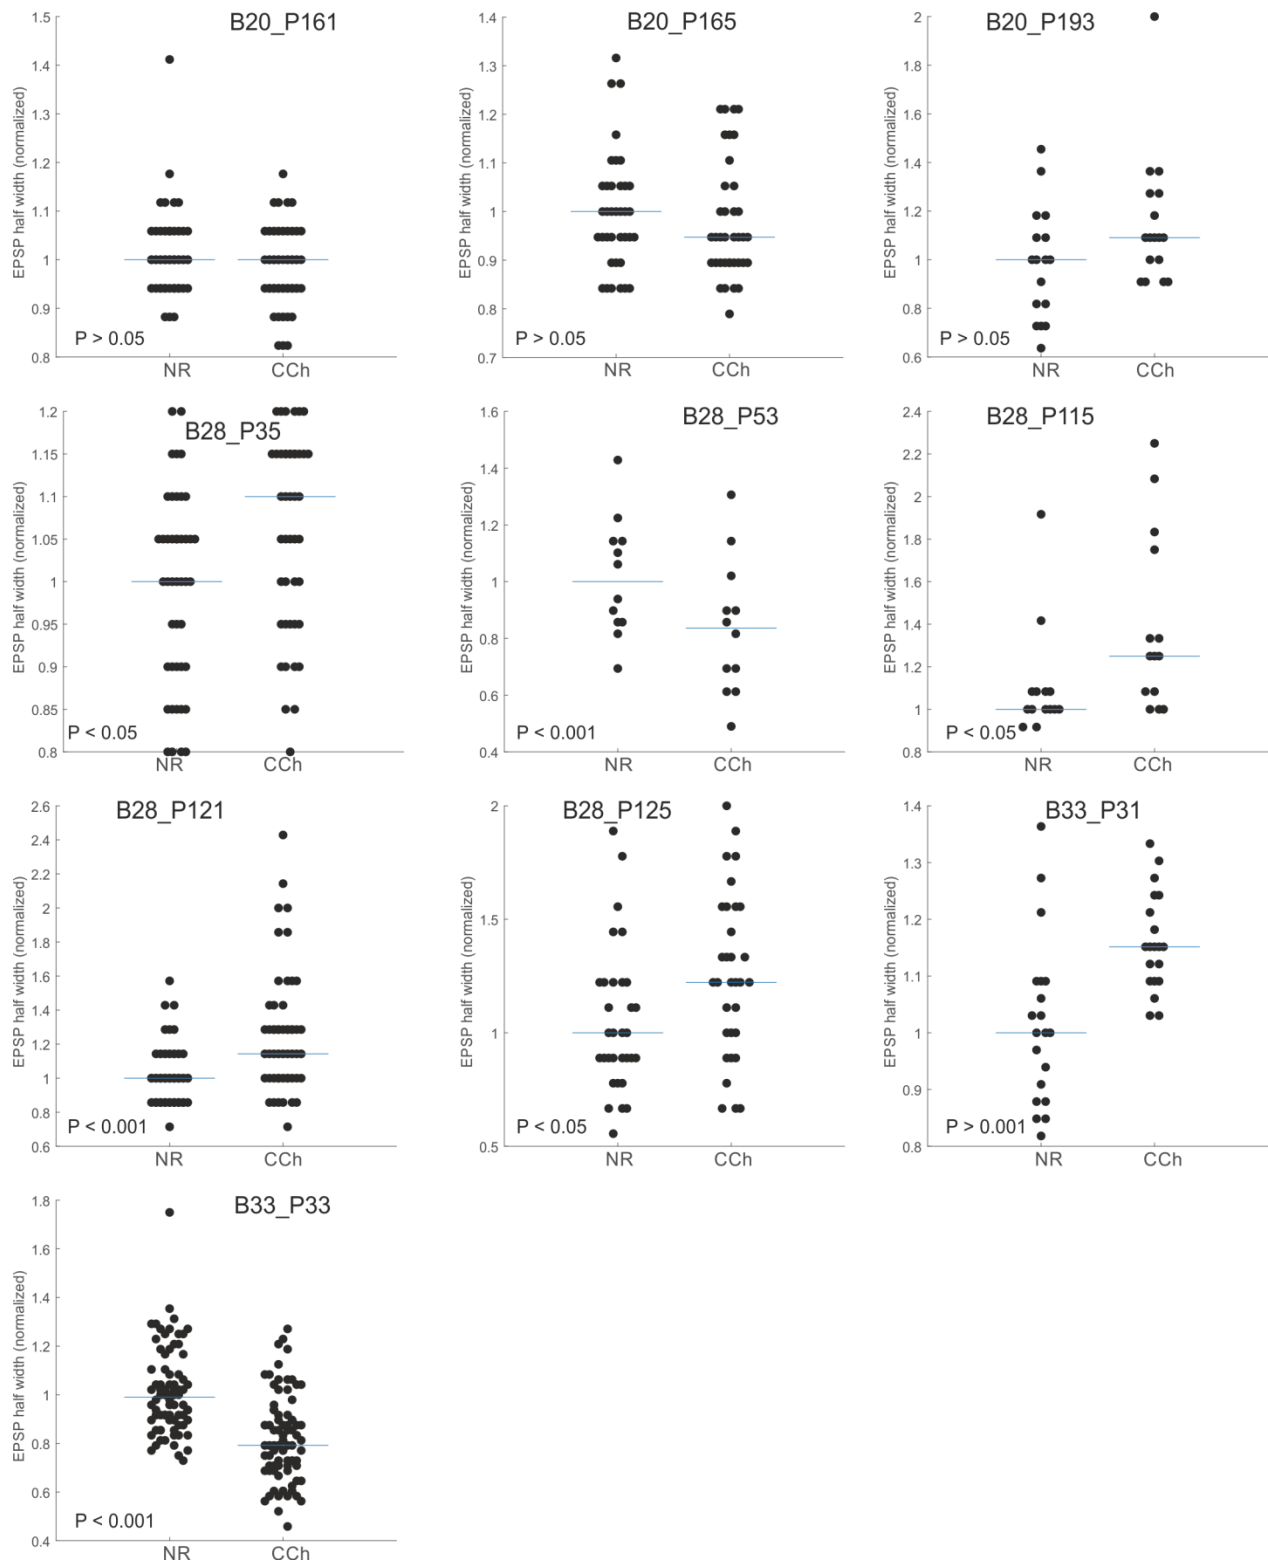 B20_P161
EPSP half width (normalized)
1.5
1.4
1.3
1.2
1.1
1
0.9
0.8
P > 0.05
NR CCh
B20_P165
EPSP half width (normalized)
1.4
1.3
1.2
1.1
1
0.9
0.8
0.7
P > 0.05
NR CCh
B20_P193
EPSP half width (normalized)
2
1.8
1.6
1.4
1.2
1
0.8
0.6
P > 0.05
NR CCh
B28_P35
EPSP half width (normalized)
1.2
1.15
1.1
1.05
1
0.95
0.9
0.85
0.8
P < 0.05
NR CCh
B28_P53
EPSP half width (normalized)
1.6
1.4
1.2
1
0.8
0.6
0.4
P < 0.001
NR CCh
B28_P115
EPSP half width (normalized)
2.4
2.2
2
1.8
1.6
1.4
1.2
1
0.8
P < 0.05
NR CCh
B28_P121
EPSP half width (normalized)
2.6
2.4
2.2
2
1.8
1.6
1.4
1.2
1
0.8
0.6
P < 0.001
NR CCh
B28_P125
EPSP half width (normalized)
2
1.5
1
0.5
P < 0.05
NR CCh
B33_P31
EPSP half width (normalized)
1.4
1.3
1.2
1.1
1
0.9
0.8
P > 0.001
NR CCh
B33_P33
EPSP half width (normalized)
1.8
1.6
1.4
1.2
1
0.8
0.6
0.4
P < 0.001
NR CCh